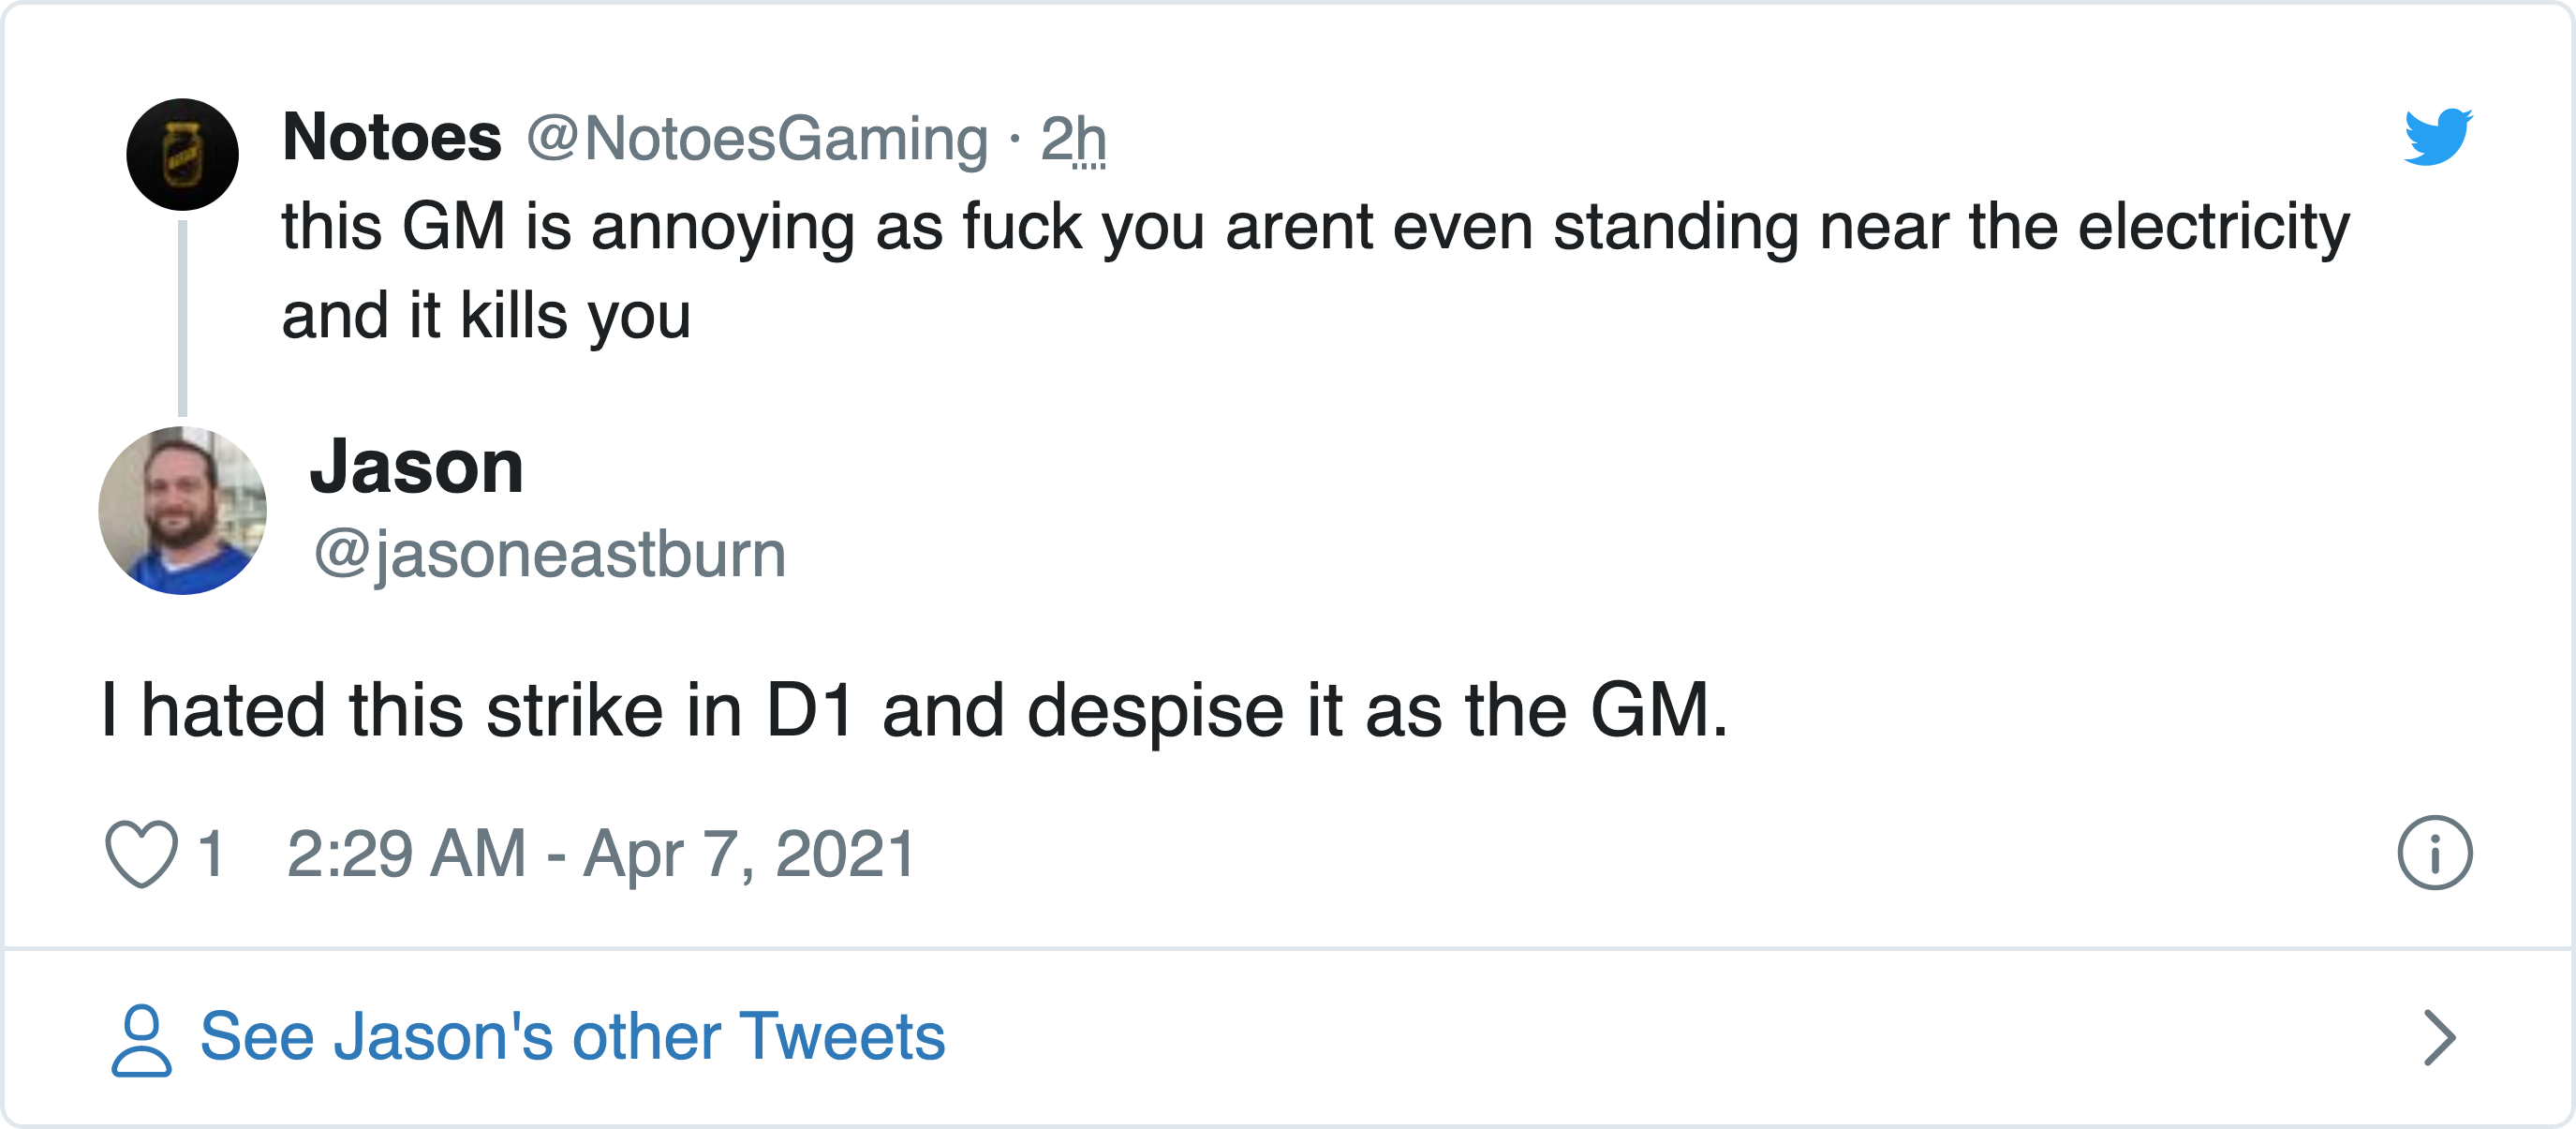 Notoes @NotoesGaming · 2h
this GM is annoying as fuck you arent even standing near the electricity
and it kills you
Jason
@jasoneastburn
I hated this strike in D1 and despise it as the GM.
1 2:29 AM - Apr 7, 2021
See Jason's other Tweets